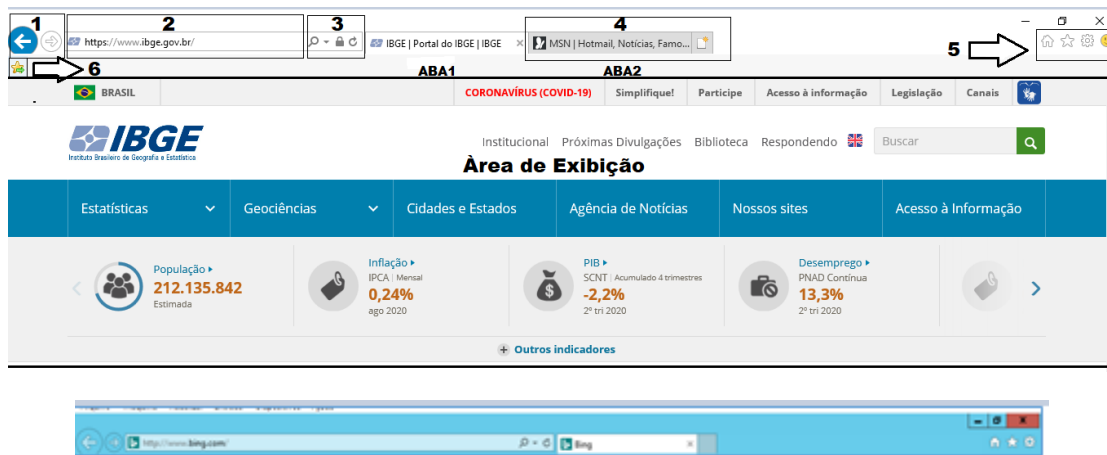 1 2 3 4
https://www.ibge.gov.br/ IBGE | Portal do IBGE | IBGE MSN | Hotmail, Notícias, Famo...
5
6 ABA1 ABA2
BRASIL CORONAVÍRUS (COVID-19) Simplifique! Participe Acesso à informação Legislação Canais
IBGE
Instituto Brasileiro de Geografia e Estatística
Institucional Próximas Divulgações Biblioteca Respondendo Buscar
Àrea de Exibição
Estatísticas Geociências Cidades e Estados Agência de Notícias Nossos sites Acesso à Informação
População
212.135.842
Estimada
Inflação
IPCA | Mensal
0,24%
ago 2020
PIB
SCNT | Acumulado 4 trimestres
-2,2%
2º tri 2020
Desemprego
PNAD Contínua
13,3%
2º tri 2020
+ Outros indicadores
http://www.bing.com/ Bing